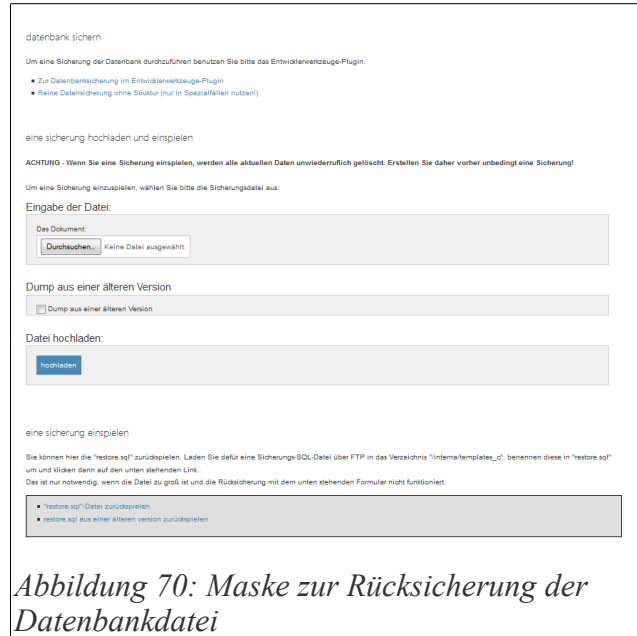 datenbank sichern
Um eine Sicherung der Datenbank durchzuführen benutzen Sie bitte das Entwicklerwerkzeuge-Plugin.
Zur Datenbanksicherung im Entwicklerwerkzeuge-Plugin
Reine Datensicherung ohne Struktur (nur in Spezialfällen nutzen!)
eine sicherung hochladen und einspielen
ACHTUNG - Wenn Sie eine Sicherung einspielen, werden alle aktuellen Daten unwiederruflich gelöscht. Erstellen Sie daher vorher unbedingt eine Sicherung!
Um eine Sicherung einzuspielen, wählen Sie bitte die Sicherungsdatei aus:
Eingabe der Datei:
Das Dokument:
Durchsuchen... Keine Datei ausgewählt.
Dump aus einer älteren Version
Dump aus einer älteren Version
Datei hochladen:
hochladen
eine sicherung einspielen
Sie können hier die "restore.sql" zurückspielen. Laden Sie dafür eine Sicherungs-SQL-Datei über FTP in das Verzeichnis "/interna/templates_c", benennen diese in "restore.sql"
um und klicken dann auf den unten stehenden Link.
Das ist nur notwendig, wenn die Datei zu groß ist und die Rücksicherung mit dem unten stehenden Formular nicht funktioniert.
"restore.sql"-Datei zurückspielen
restore.sql aus einer älteren version zurückspielen
Abbildung 70: Maske zur Rücksicherung der
Datenbankdatei